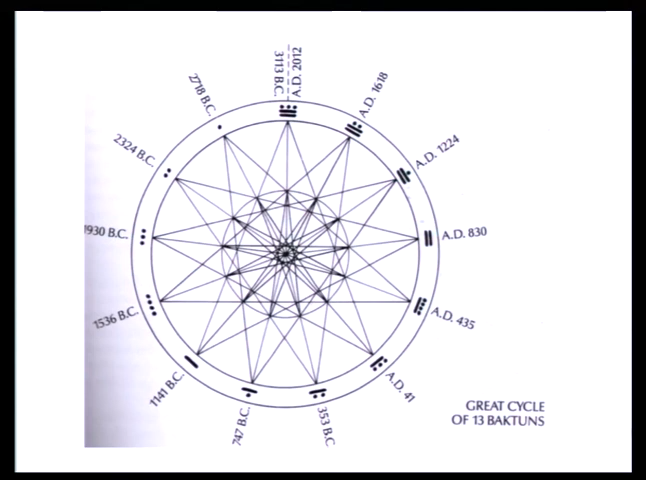 3113 B.C.
A.D. 2012
A.D. 1618
A.D. 1224
A.D. 830
A.D. 435
A.D. 41
353 B.C
747 B.C.
1141 B.C.
1536 B.C.
1930 B.C.
2324 B.C.
2718 B.C.
GREAT CYCLE
OF 13 BAKTUNS